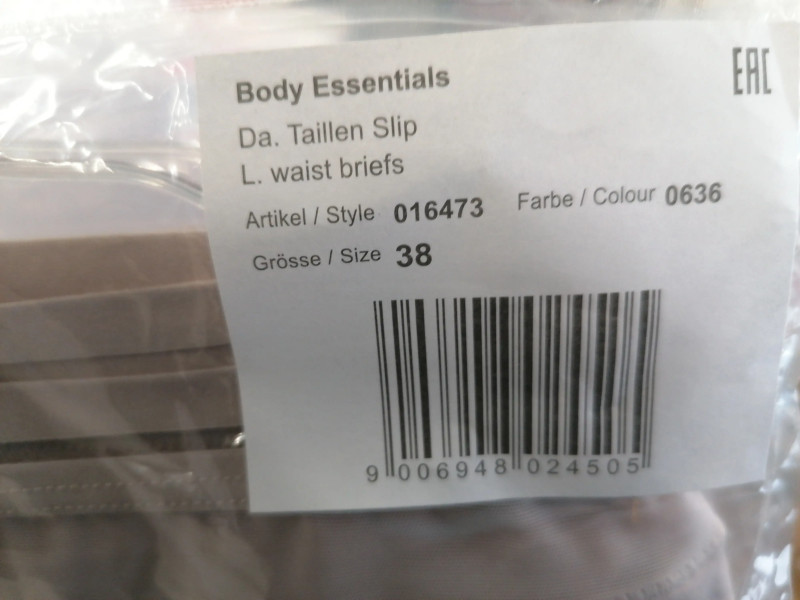 Body Essentials
EAC
Da. Taillen Slip
L. waist briefs
Artikel / Style 016473 Farbe / Colour 0636
Grösse / Size 38
9 006948 024505